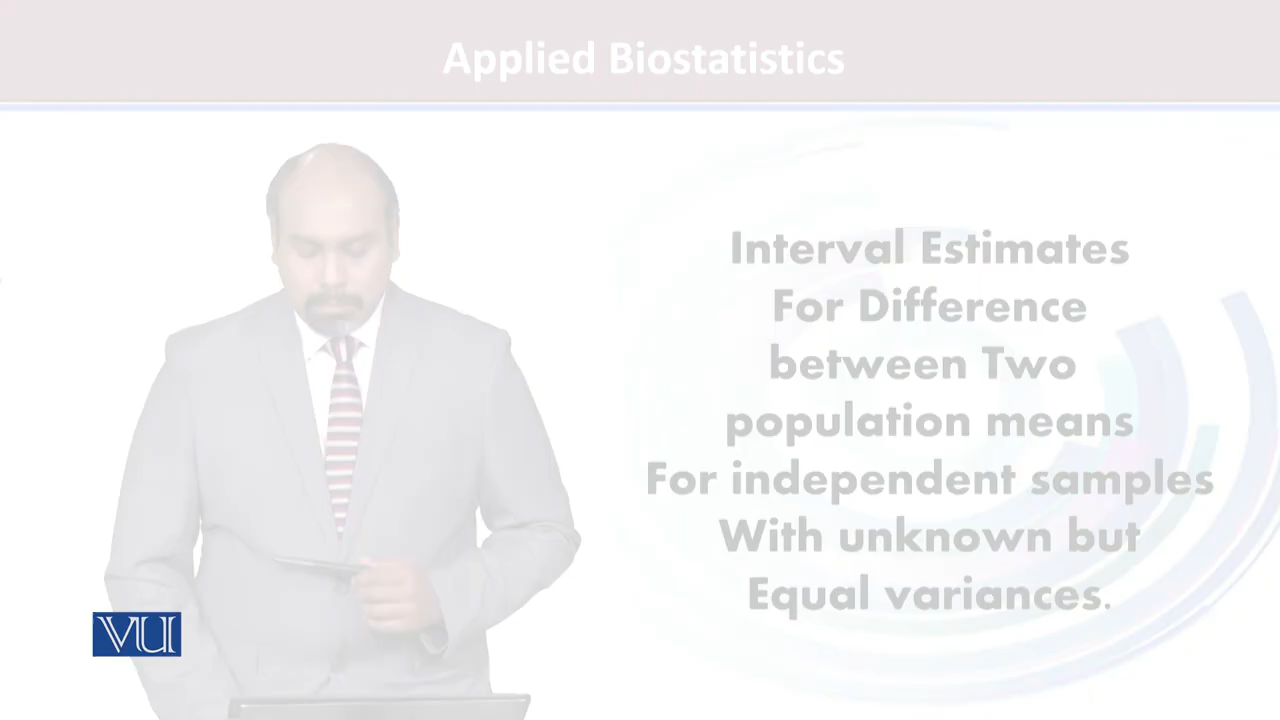 Applied Biostatistics
Interval Estimates
For Difference
between Two
population means
For independent samples
With unknown but
Equal variances.
VU